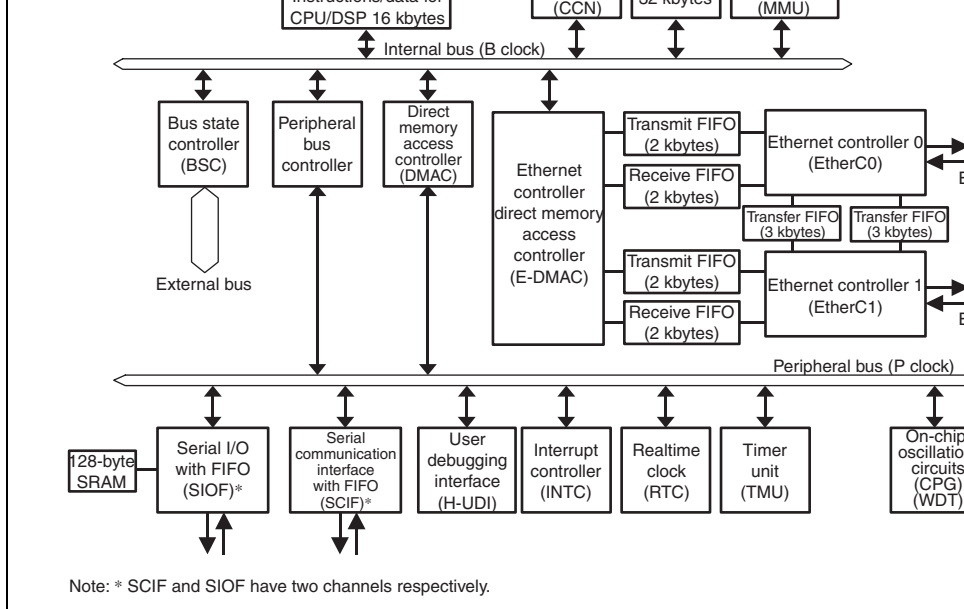 Instructions/data for
CPU/DSP 16 kbytes
(CCN)
32 kbytes
(MMU)
Internal bus (B clock)
Bus state
controller
(BSC)
Peripheral
bus
controller
Direct
memory
access
controller
(DMAC)
Ethernet
controller
direct memory
access
controller
(E-DMAC)
Transmit FIFO
(2 kbytes)
Receive FIFO
(2 kbytes)
Ethernet controller 0
(EtherC0)
Transfer FIFO
(3 kbytes)
Transfer FIFO
(3 kbytes)
Transmit FIFO
(2 kbytes)
Receive FIFO
(2 kbytes)
Ethernet controller 1
(EtherC1)
E
E
External bus
Peripheral bus (P clock)
128-byte
SRAM
Serial I/O
with FIFO
(SIOF)*
Serial
communication
interface
with FIFO
(SCIF)*
User
debugging
interface
(H-UDI)
Interrupt
controller
(INTC)
Realtime
clock
(RTC)
Timer
unit
(TMU)
On-chip
oscillation
circuits
(CPG)
(WDT)
Note: * SCIF and SIOF have two channels respectively.